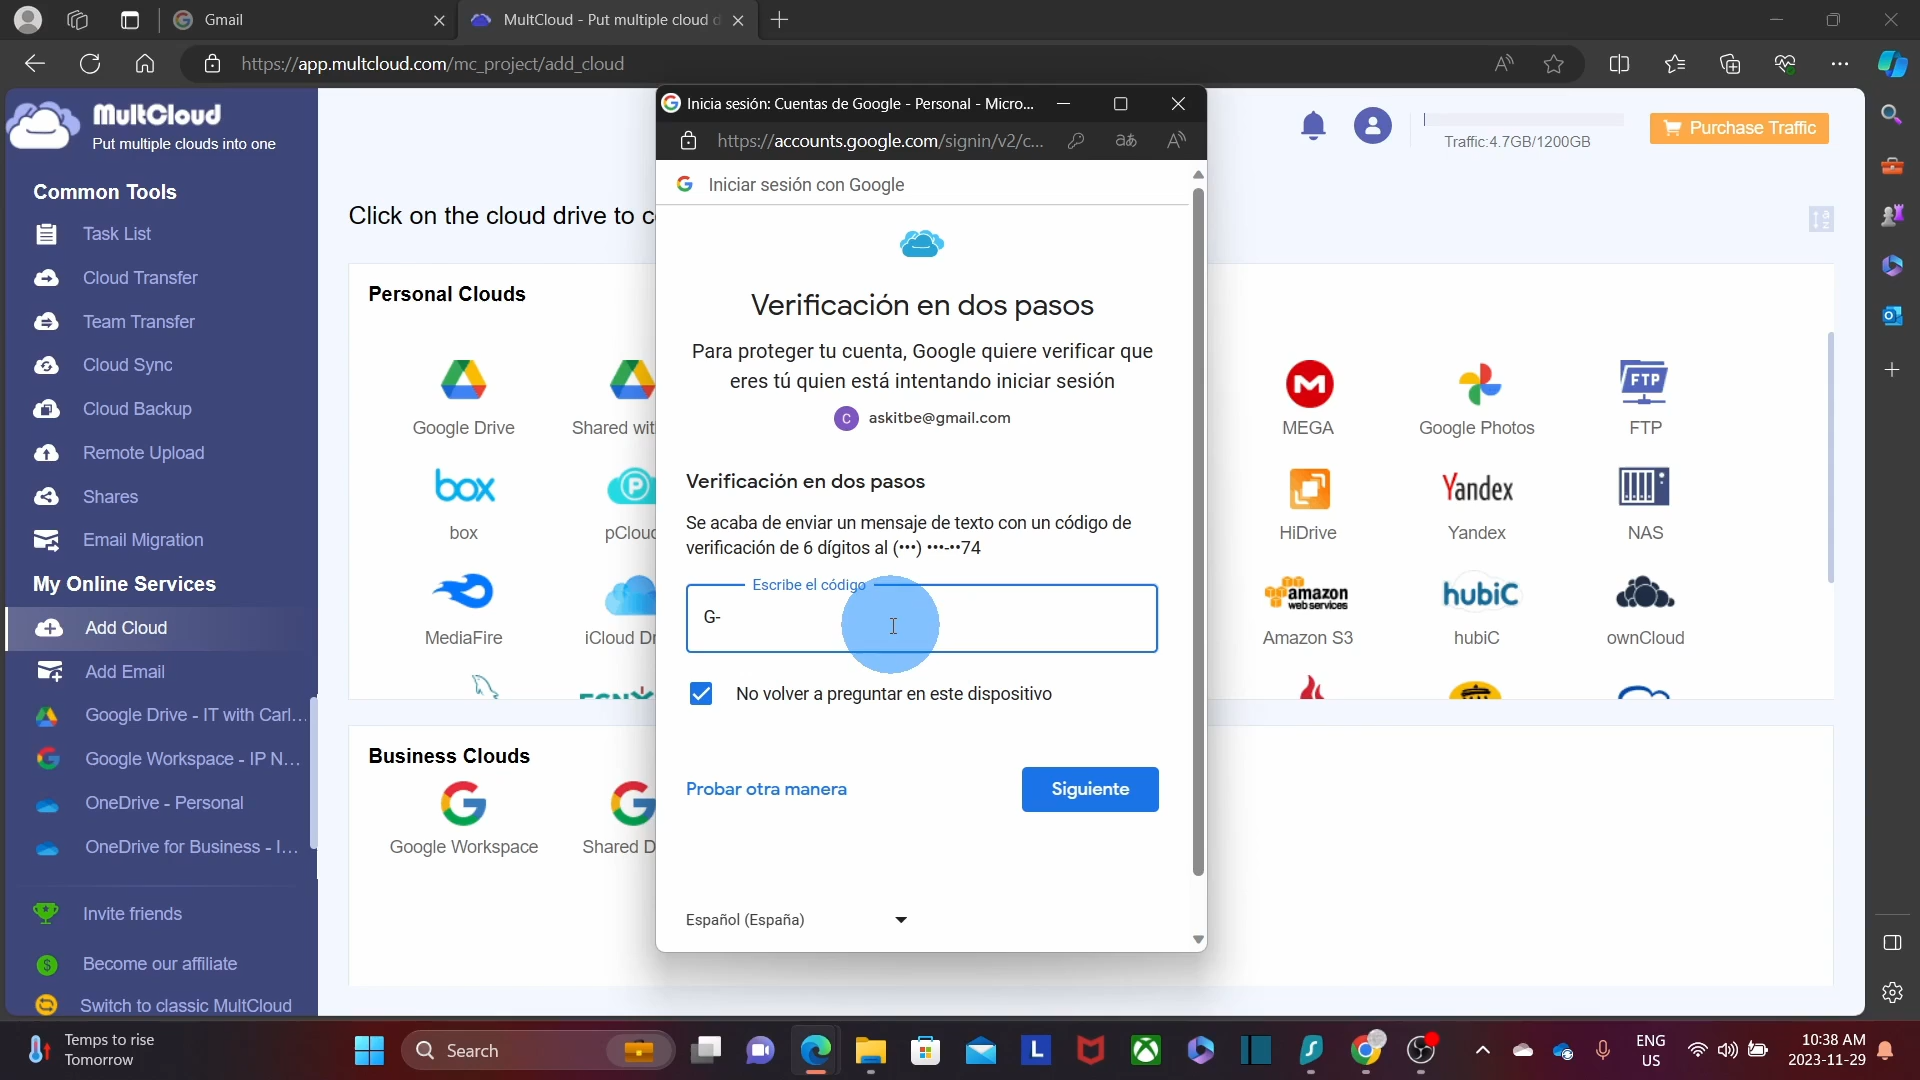 Gmail
MultCloud - Put multiple cloud d
https://app.multcloud.com/mc_project/add_cloud
MultCloud
Put multiple clouds into one
Common Tools
Task List
Cloud Transfer
Team Transfer
Cloud Sync
Cloud Backup
Remote Upload
Shares
Email Migration
My Online Services
Add Cloud
Add Email
Google Drive - IT with Carl...
Google Workspace - IP N...
OneDrive - Personal
OneDrive for Business - I...
Invite friends
Become our affiliate
Switch to classic MultCloud
Traffic:4.7GB/1200GB
Purchase Traffic
Click on the cloud drive to c
Personal Clouds
Google Drive
Shared wit
box
box
pCloud
MediaFire
iCloud Dr
MEGA
Google Photos
FTP
FTP
HiDrive
Yandex
Yandex
NAS
amazon
web services
Amazon S3
hubiC
hubiC
ownCloud
Business Clouds
Google Workspace
Shared D
Inicia sesión: Cuentas de Google - Personal - Micro...
https://accounts.google.com/signin/v2/c...
Iniciar sesión con Google
Verificación en dos pasos
Para proteger tu cuenta, Google quiere verificar que
eres tú quien está intentando iniciar sesión
C
askitbe@gmail.com
Verificación en dos pasos
Se acaba de enviar un mensaje de texto con un código de
verificación de 6 dígitos al (•••) •••-••74
Escribe el código
G-
No volver a preguntar en este dispositivo
Probar otra manera
Siguiente
Español (España)
Temps to rise
Tomorrow
Search
L
ENG
US
10:38 AM
2023-11-29